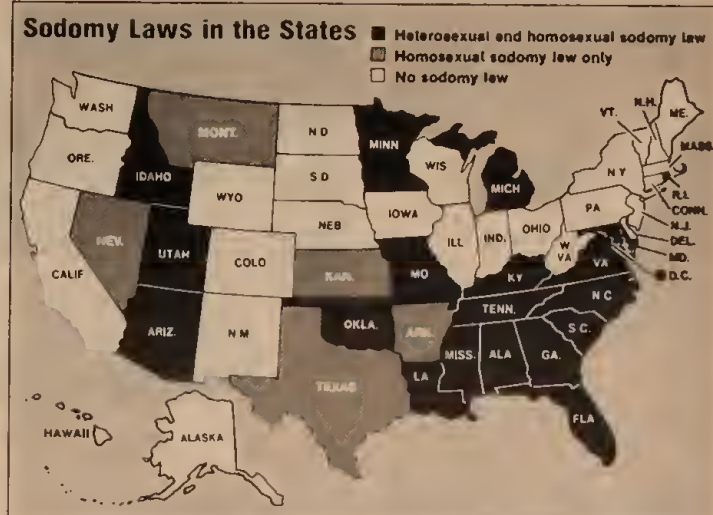 Sodomy Laws in the States
Heterosexual end homosexual sodomy law
Homosexual sodomy law only
No sodomy law
WASH
MONT.
N D
MINN
VT.
N.H.
ME.
ORE.
IDAHO
S D
WIS
MICH
N Y
MASS.
WYO
R.I.
CONN.
NEV.
NEB
IOWA
PA
N.J.
UTAH
COLO
ILL
IND.
OHIO
W
VA
DEL.
MD.
CALIF
KAN.
MO
KY
VA
D.C.
ARIZ.
N M
OKLA.
ARK.
TENN.
N C
S.C.
TEXAS
LA
MISS.
ALA
GA.
FLA
HAWAII
ALASKA